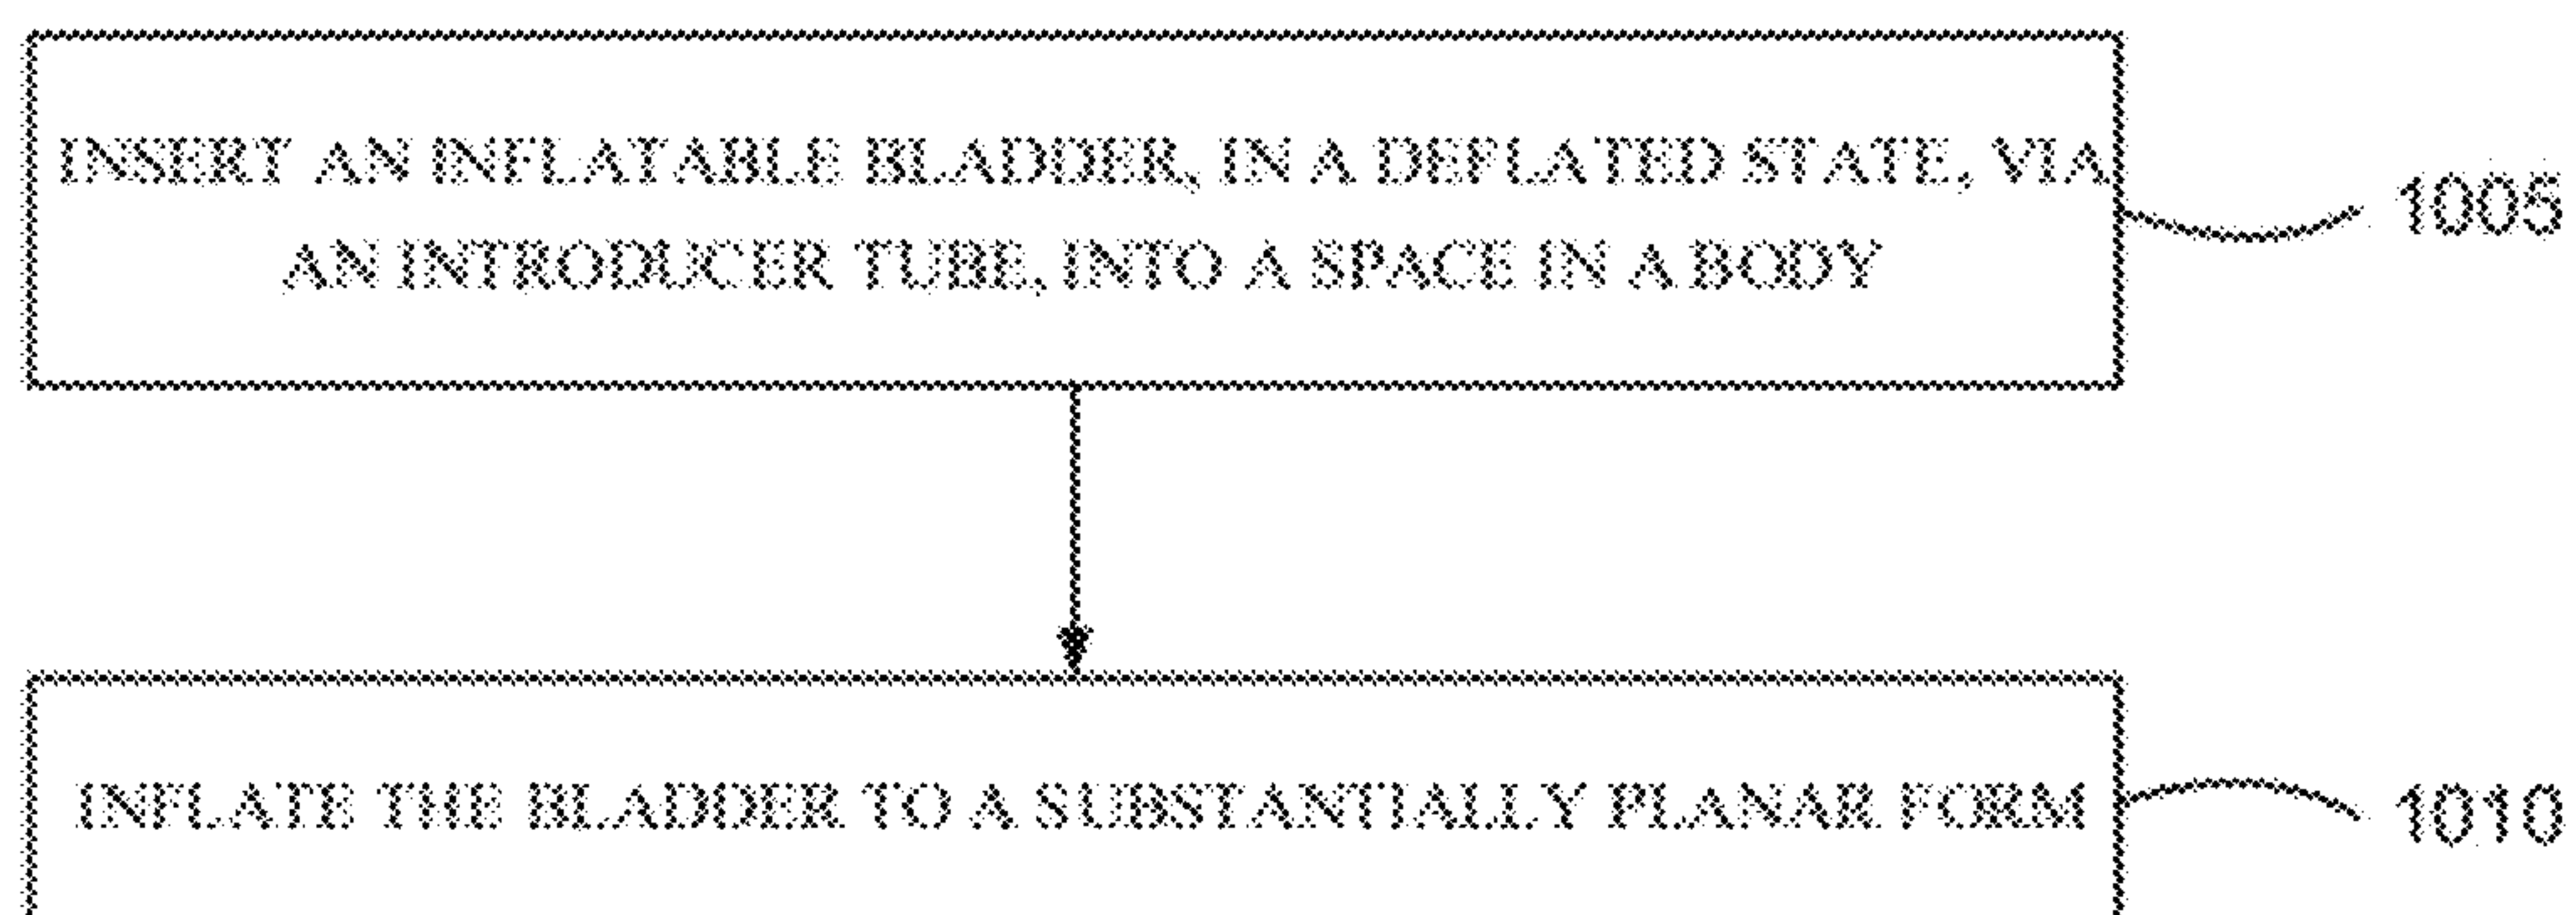 INSERT AN INFLATABLE BLADDER, IN A DEFLATED STATE, VIA
AN INTRODUCER TUBE, INTO A SPACE IN A BODY
1005
INFLATE THE BLADDER TO A SUBSTANTIALLY PLANAR FORM
1010